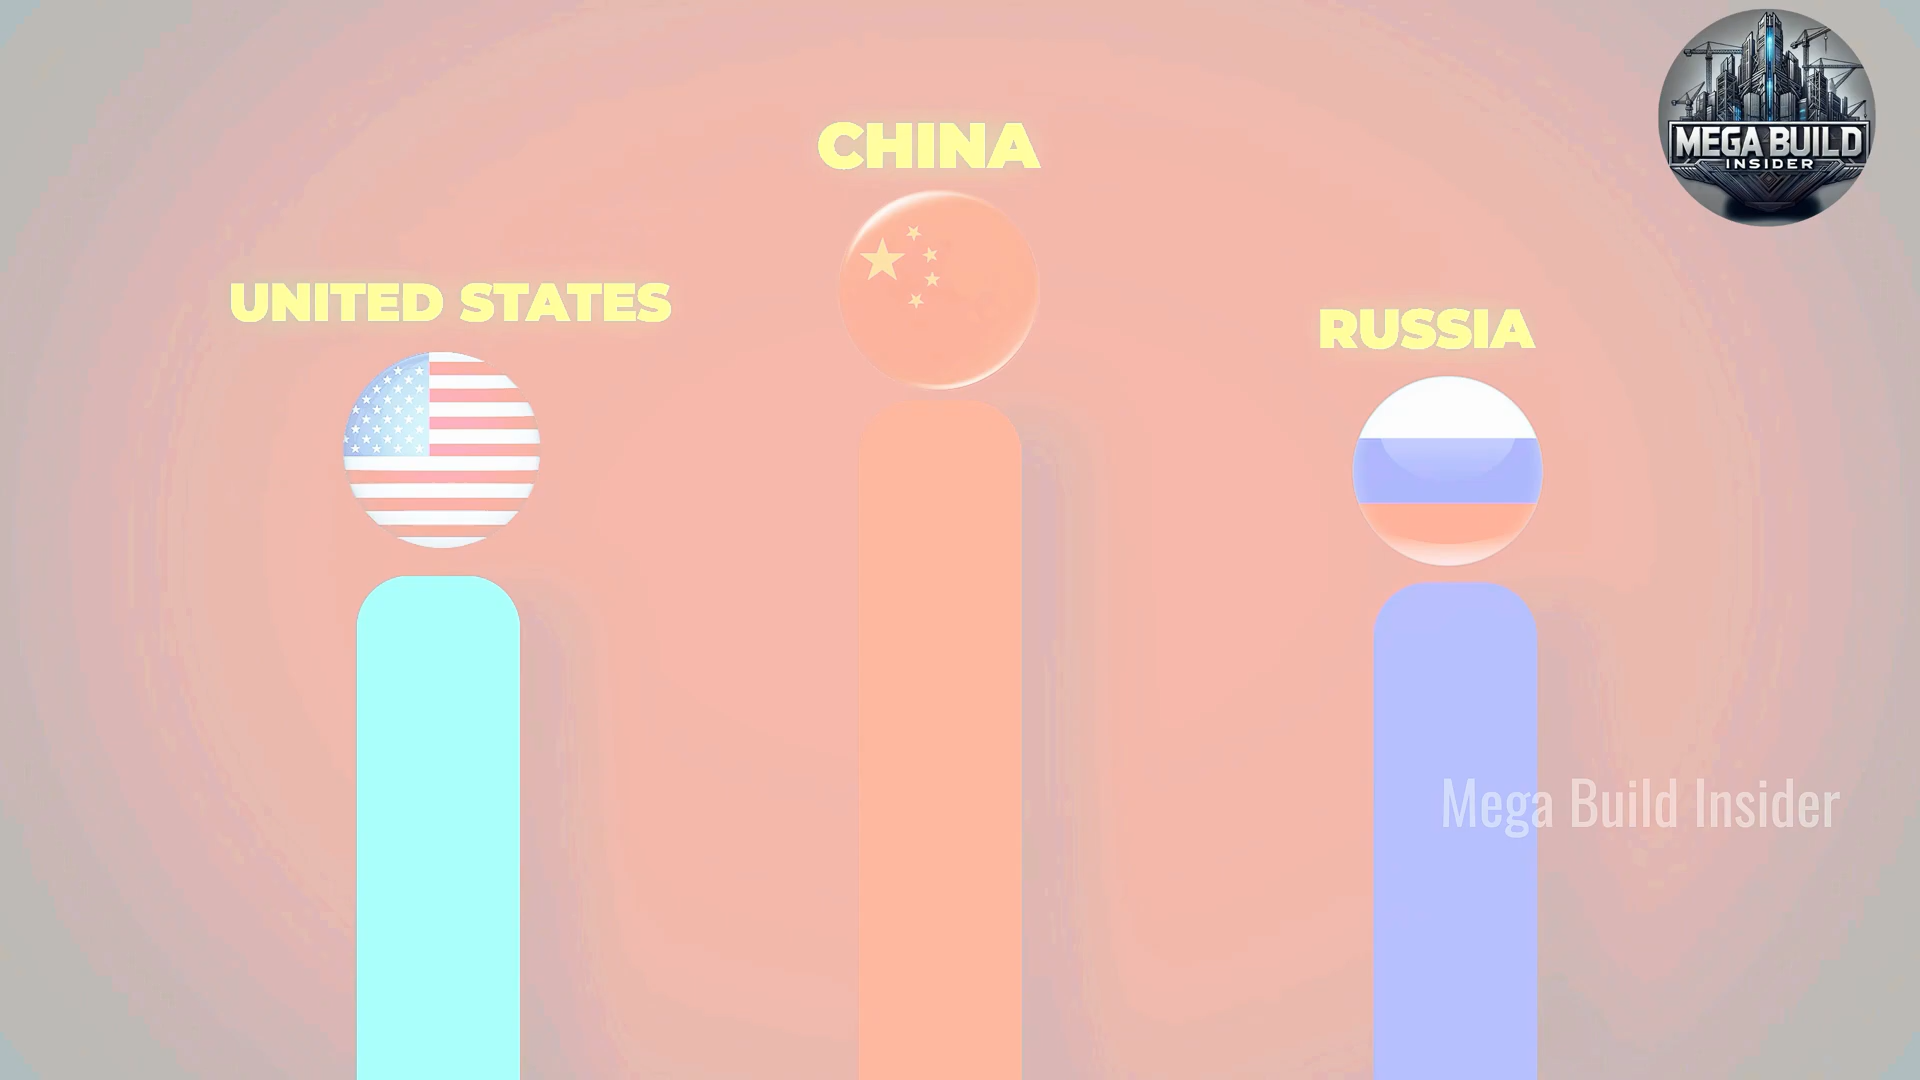 MEGA BUILD
INSIDER
CHINA
UNITED STATES
RUSSIA
Mega Build Insider